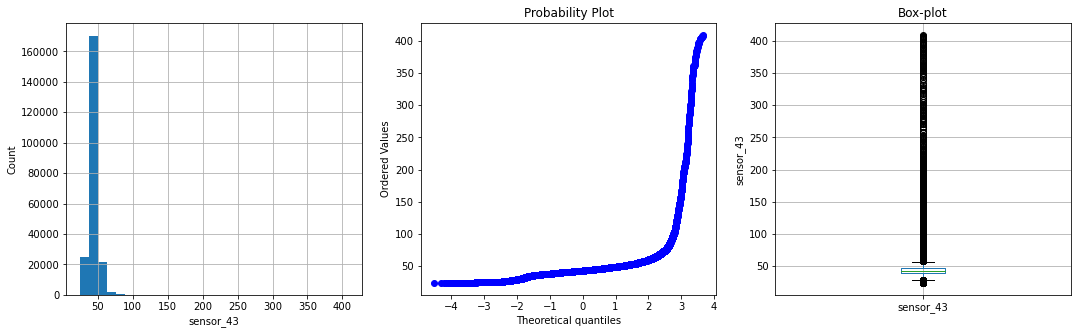 160000
140000
120000
100000
80000
60000
40000
20000
0
Count
50 100 150 200 250 300 350 400
sensor_43
Probability Plot
400
350
300
250
200
150
100
50
Ordered Values
−4 −3 −2 −1 0 1 2 3 4
Theoretical quantiles
Box-plot
400
350
300
250
200
150
100
50
sensor_43
sensor_43